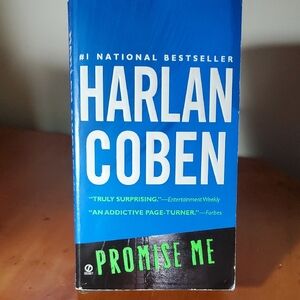 #1 NATIONAL BESTSELLER
HARLAN
COBEN
"TRULY SURPRISING."—Entertainment Weekly
"AN ADDICTIVE PAGE-TURNER."—Forbes
PROMISE ME